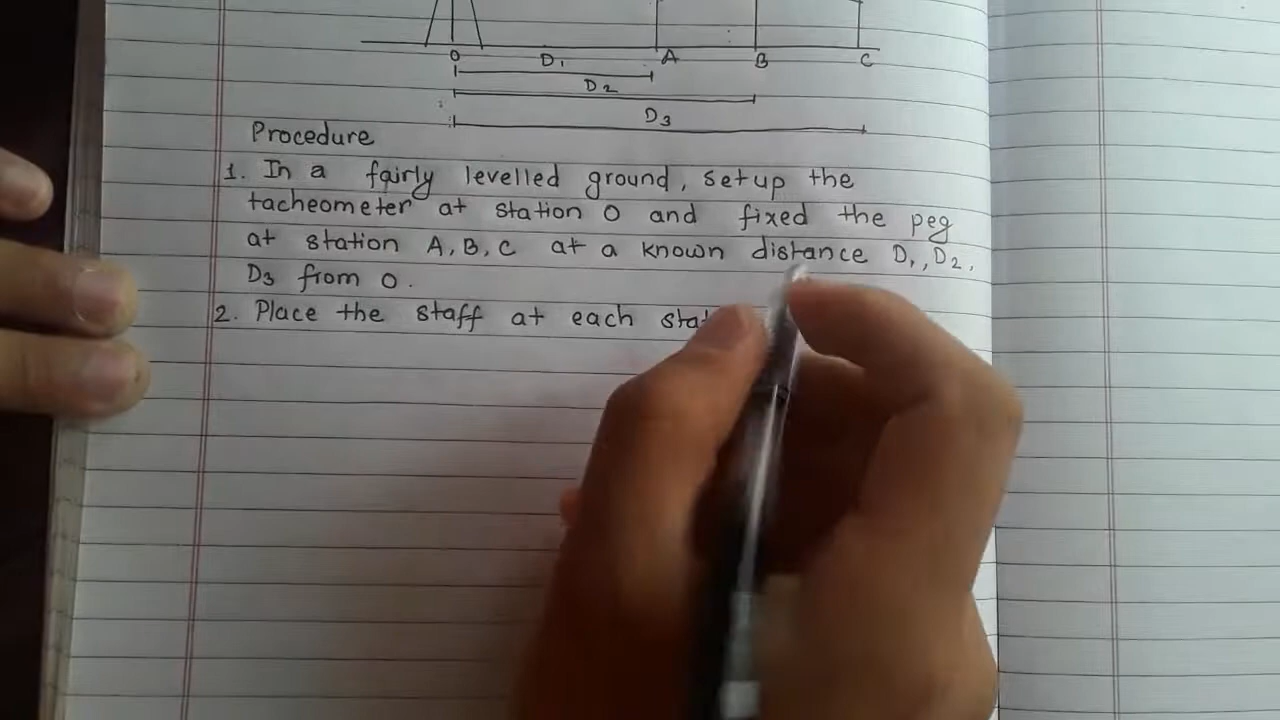 O D1 A B C
D2
D3
Procedure
1. In a fairly levelled ground, setup the
tacheometer at station O and fixed the peg
at station A, B, C at a known distance D1, D2,
D3 from O.
2. Place the staff at each